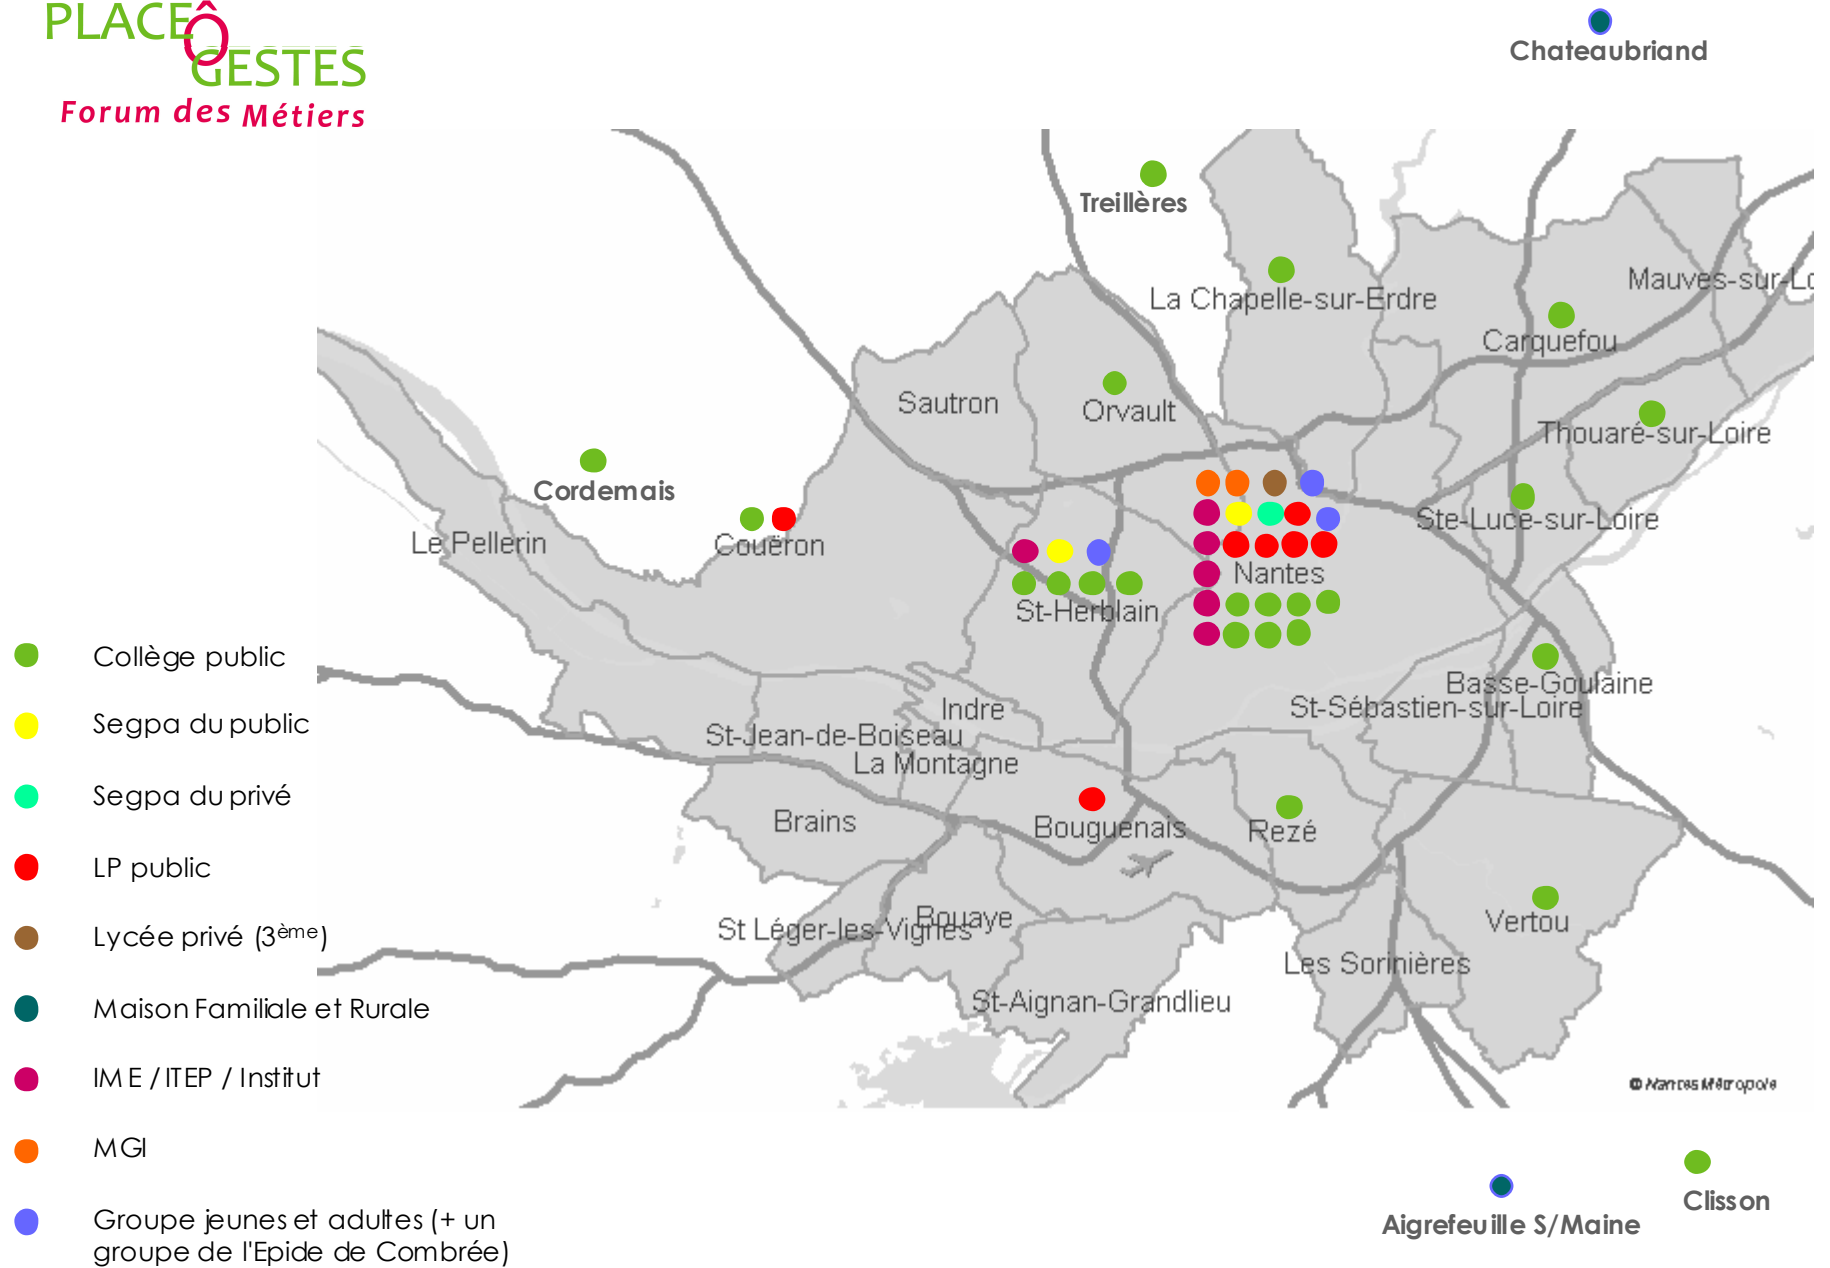 PLACE
Ô
GESTES
Forum des Métiers
Chateaubriand
Treillères
La Chapelle-sur-Erdre
Mauves-sur-Lo
Carquefou
Sautron
Orvault
Thouaré-sur-Loire
Cordemais
Ste-Luce-sur-Loire
Le Pellerin
Couëron
Nantes
St-Herblain
Collège public
Segpa du public
Segpa du privé
LP public
Lycée privé (3ème)
Maison Familiale et Rurale
IME / ITEP / Institut
MGI
Groupe jeunes et adultes (+ un
groupe de l'Epide de Combrée)
Basse-Goulaine
St-Sébastien-sur-Loire
Indre
St-Jean-de-Boiseau
La Montagne
Brains
Bouguenais
Rezé
Bouaye
St Léger-les-Vignes
Vertou
Les Sorinières
St-Aignan-Grandlieu
© Nantes Métropole
Clisson
Aigrefeuille S/Maine